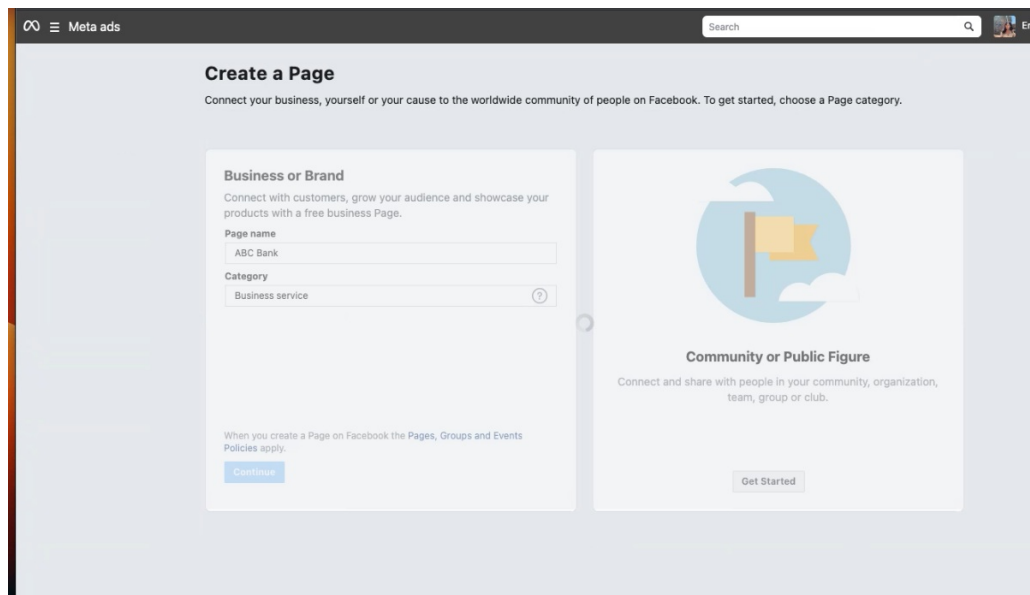 Meta ads
Search
Er
Create a Page
Connect your business, yourself or your cause to the worldwide community of people on Facebook. To get started, choose a Page category.
Business or Brand
Connect with customers, grow your audience and showcase your
products with a free business Page.
Page name
ABC Bank
Category
Business service
?
When you create a Page on Facebook the Pages, Groups and Events
Policies apply.
Continue
Community or Public Figure
Connect and share with people in your community, organization,
team, group or club.
Get Started